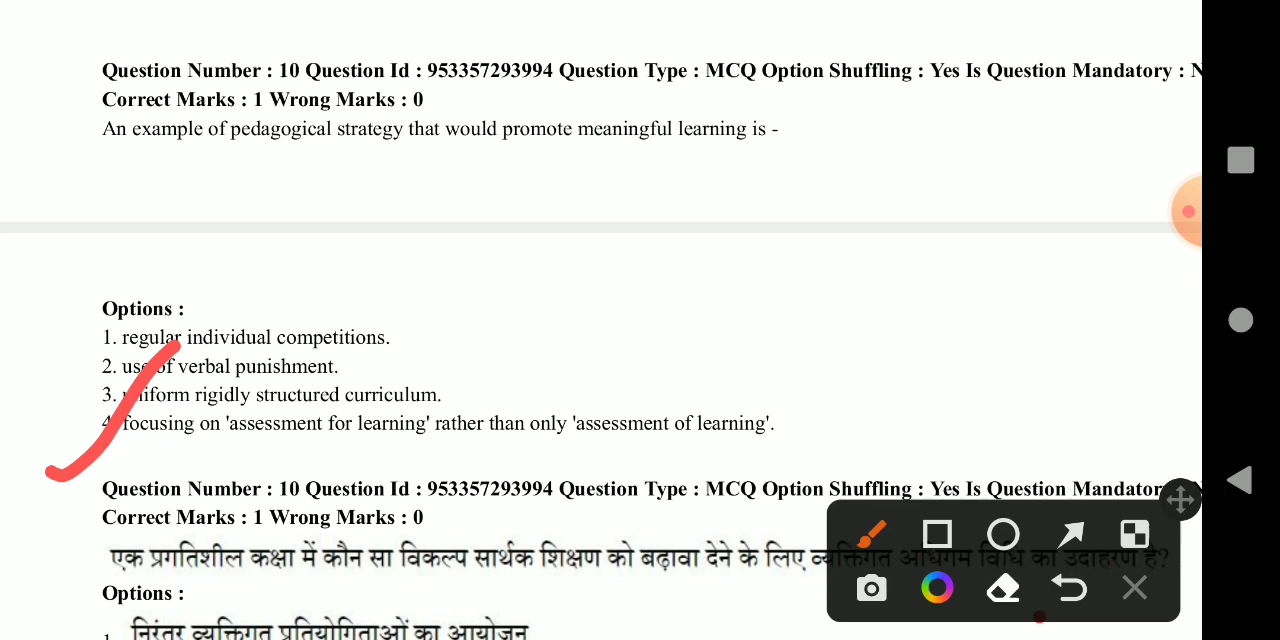 Question Number : 10 Question Id : 953357293994 Question Type : MCQ Option Shuffling : Yes Is Question Mandatory :
Correct Marks : 1 Wrong Marks : 0
An example of pedagogical strategy that would promote meaningful learning is -
Options :
1. regular individual competitions.
2. use of verbal punishment.
3. uniform rigidly structured curriculum.
4. focusing on 'assessment for learning' rather than only 'assessment of learning'.
Question Number : 10 Question Id : 953357293994 Question Type : MCQ Option Shuffling : Yes Is Question Mandatory
Correct Marks : 1 Wrong Marks : 0
एक प्रगतिशील कक्षा में कौन सा विकल्प सार्थक शिक्षण को बढ़ावा देने के लिए व्यक्तिगत अधिगम विधि का उदाहरण है?
Options :
1. निरंतर व्यक्तिगत प्रतियोगिताओं का आयोजन